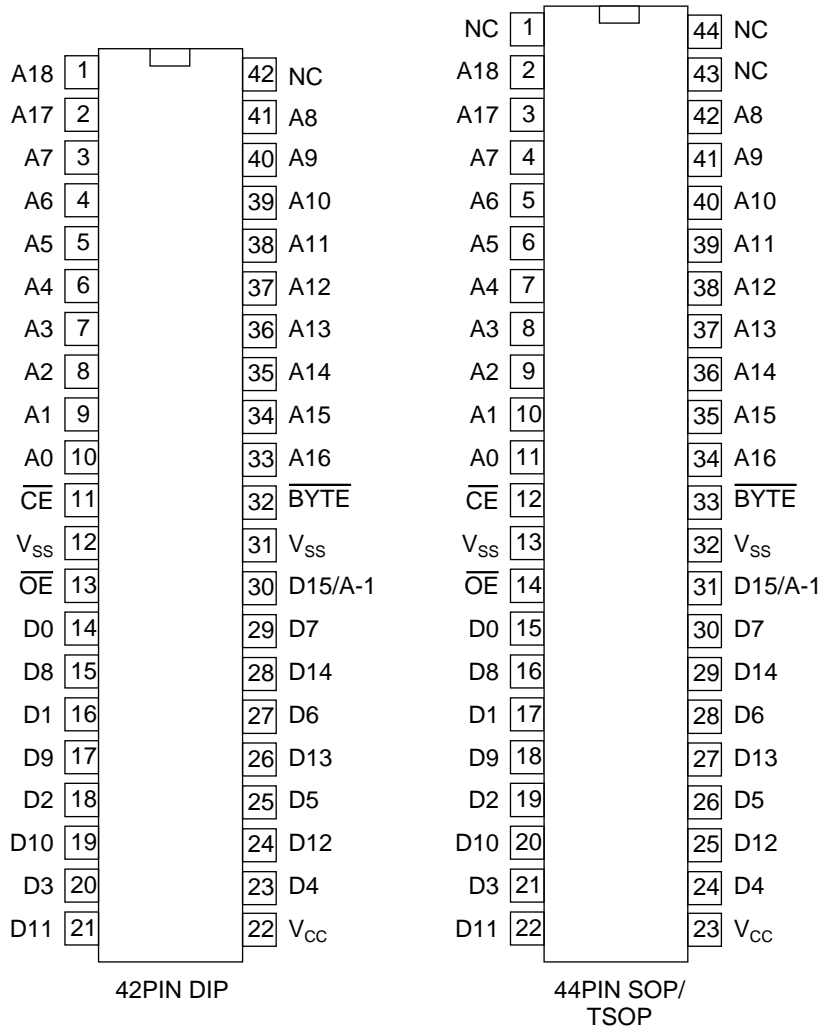 A18 1 42 NC
A17 2 41 A8
A7 3 40 A9
A6 4 39 A10
A5 5 38 A11
A4 6 37 A12
A3 7 36 A13
A2 8 35 A14
A1 9 34 A15
A0 10 33 A16
C̅E̅ 11 32 B̅Y̅T̅E̅
VSS 12 31 VSS
O̅E̅ 13 30 D15/A-1
D0 14 29 D7
D8 15 28 D14
D1 16 27 D6
D9 17 26 D13
D2 18 25 D5
D10 19 24 D12
D3 20 23 D4
D11 21 22 VCC
42PIN DIP
NC 1 44 NC
A18 2 43 NC
A17 3 42 A8
A7 4 41 A9
A6 5 40 A10
A5 6 39 A11
A4 7 38 A12
A3 8 37 A13
A2 9 36 A14
A1 10 35 A15
A0 11 34 A16
C̅E̅ 12 33 B̅Y̅T̅E̅
VSS 13 32 VSS
O̅E̅ 14 31 D15/A-1
D0 15 30 D7
D8 16 29 D14
D1 17 28 D6
D9 18 27 D13
D2 19 26 D5
D10 20 25 D12
D3 21 24 D4
D11 22 23 VCC
44PIN SOP/
TSOP